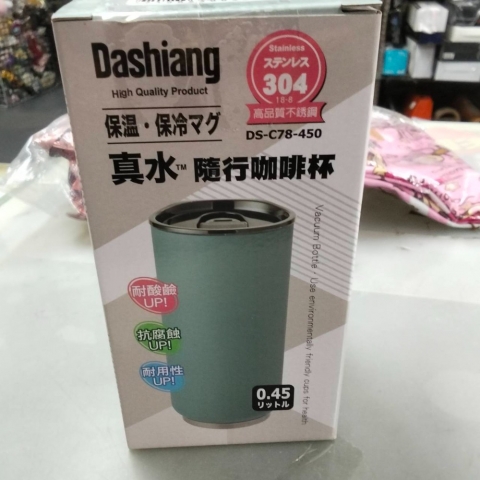 Dashiang
High Quality Product
Stainless
ステンレス
304
18-8
高品質不銹鋼
保温・保冷マグ
DS-C78-450
真水™ 隨行咖啡杯
Vacuum Bottle - Use environmentally friendly cups for health
耐酸鹼
UP!
抗腐蝕
UP!
耐用性
UP!
0.45
リットル